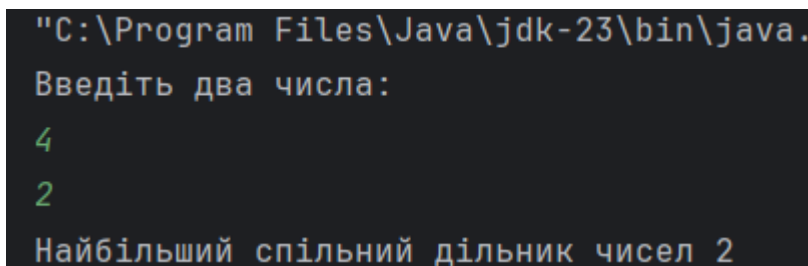 "C:\Program Files\Java\jdk-23\bin\java.
Введіть два числа:
4
2
Найбільший спільний дільник чисел 2